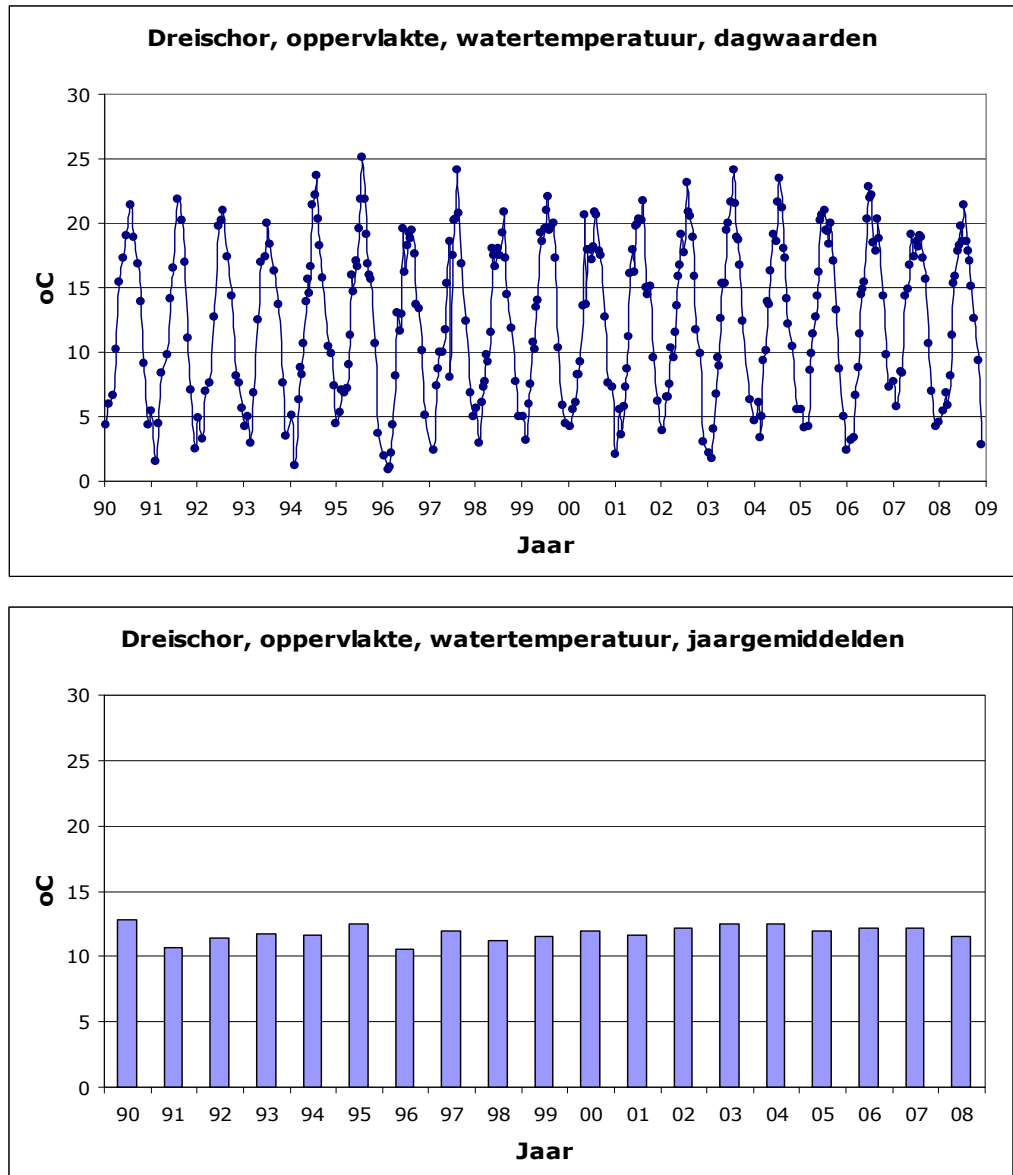 Dreischor, oppervlakte, watertemperatuur, dagwaarden
30
25
20
15
10
5
0
oC
90 91 92 93 94 95 96 97 98 99 00 01 02 03 04 05 06 07 08 09
Jaar
Dreischor, oppervlakte, watertemperatuur, jaargemiddelden
30
25
20
15
10
5
0
oC
90 91 92 93 94 95 96 97 98 99 00 01 02 03 04 05 06 07 08
Jaar